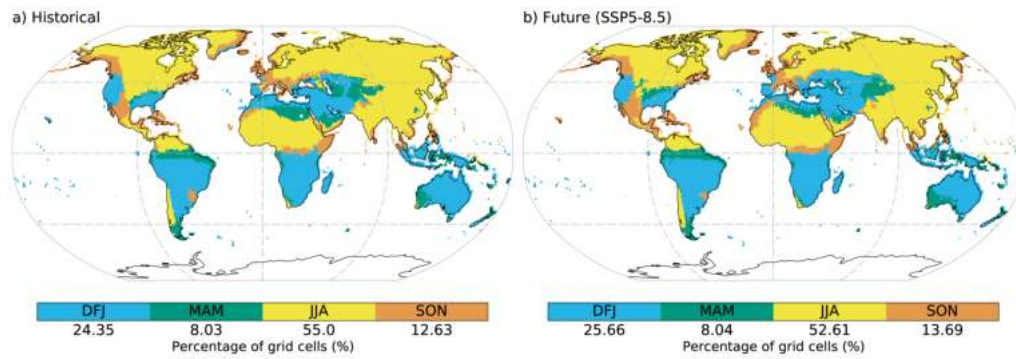 a) Historical
b) Future (SSP5-8.5)
DFJ MAM JJA SON
24.35 8.03 55.0 12.63
Percentage of grid cells (%)
DFJ MAM JJA SON
25.66 8.04 52.61 13.69
Percentage of grid cells (%)